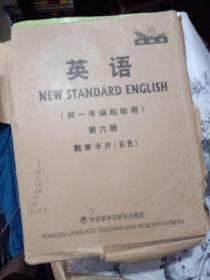 英语
NEW STANDARD ENGLISH
(供一年级起始用)
第六册
教学卡片(彩色)
外语教学与研究出版社
FOREIGN LANGUAGE TEACHING AND RESEARCH PRESS